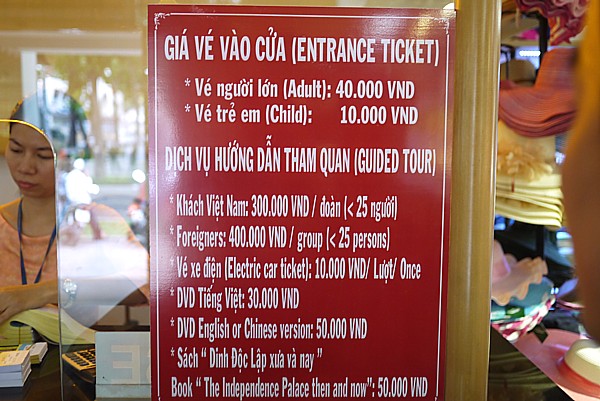 GIÁ VÉ VÀO CỬA (ENTRANCE TICKET)
* Vé người lớn (Adult): 40.000 VND
* Vé trẻ em (Child): 10.000 VND
DỊCH VỤ HƯỚNG DẪN THAM QUAN (GUIDED TOUR)
* Khách Việt Nam: 300.000 VND / đoàn (< 25 người)
* Foreigners: 400.000 VND / group (< 25 persons)
* Vé xe điện (Electric car ticket): 10.000 VND/ Lượt/ Once
* DVD Tiếng Việt: 30.000 VND
* DVD English or Chinese version: 50.000 VND
* Sách “ Dinh Độc Lập xưa và nay ”
Book “ The Independence Palace then and now”: 50.000 VND